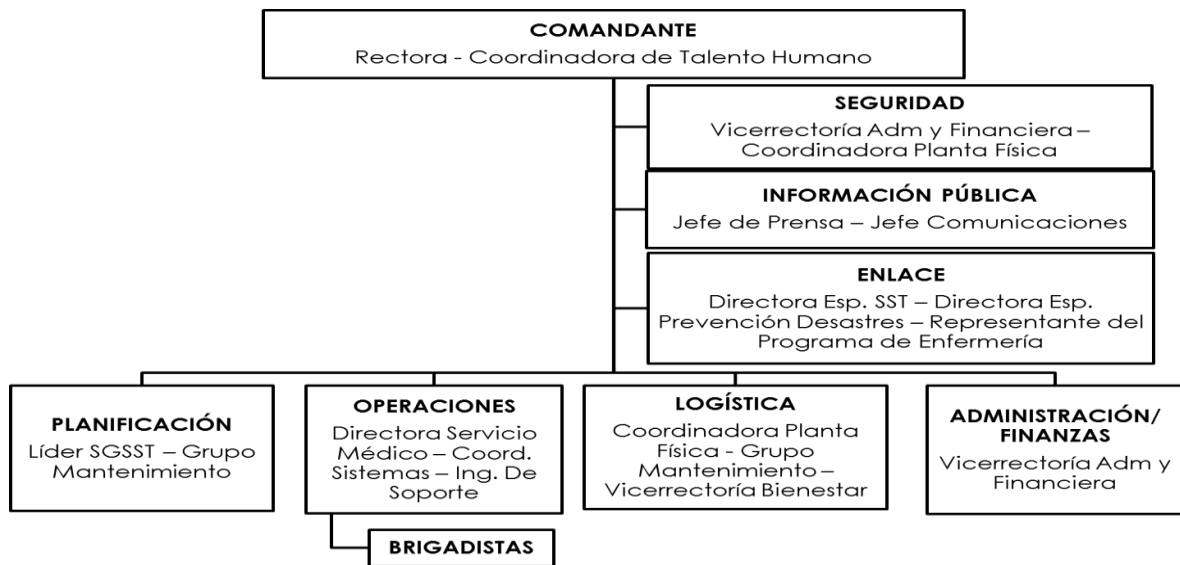 COMANDANTE
Rectora - Coordinadora de Talento Humano
SEGURIDAD
Vicerrectoría Adm y Financiera –
Coordinadora Planta Física
INFORMACIÓN PÚBLICA
Jefe de Prensa – Jefe Comunicaciones
ENLACE
Directora Esp. SST – Directora Esp.
Prevención Desastres – Representante del
Programa de Enfermería
PLANIFICACIÓN
Líder SGSST – Grupo
Mantenimiento
OPERACIONES
Directora Servicio
Médico – Coord.
Sistemas – Ing. De
Soporte
BRIGADISTAS
LOGÍSTICA
Coordinadora Planta
Física - Grupo
Mantenimiento –
Vicerrectoría Bienestar
ADMINISTRACIÓN/
FINANZAS
Vicerrectoría Adm y
Financiera